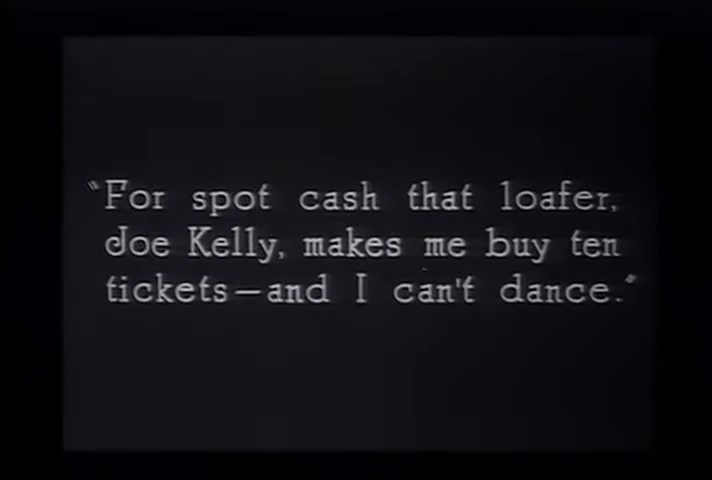 "For spot cash that loafer,
Joe Kelly, makes me buy ten
tickets—and I can't dance."